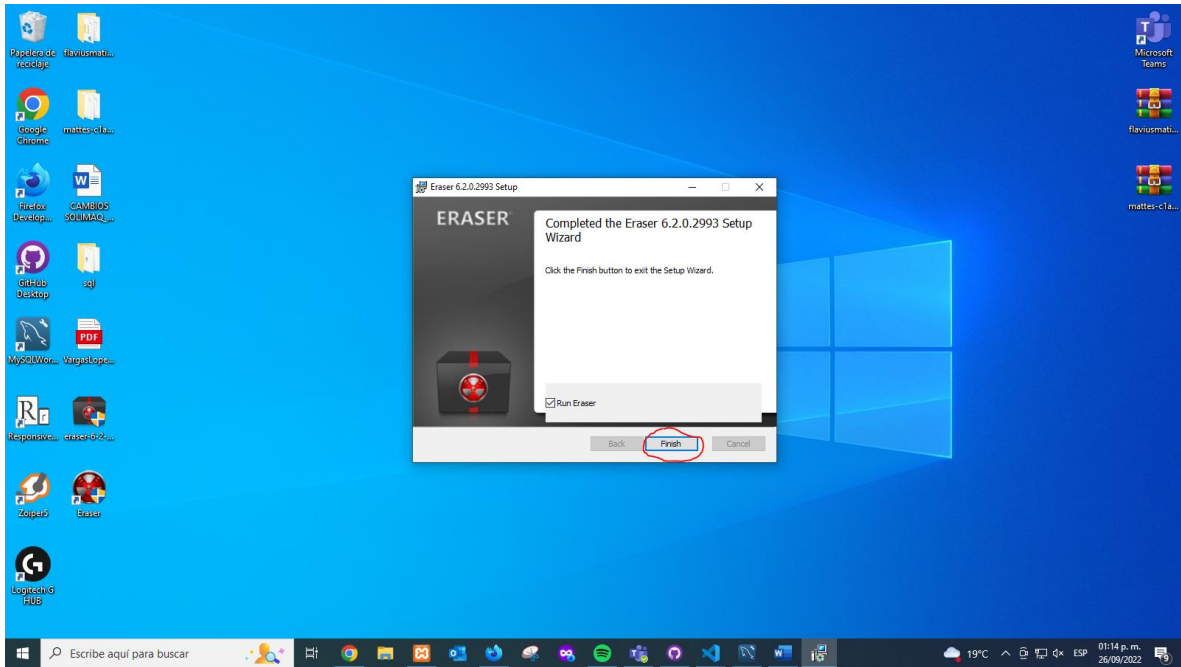 Papelera de
reciclaje
flaviusmati...
Google
Chrome
mattes-cla...
Firefox
Develop...
CAMBIOS
SOLIMAQ_...
GitHub
Desktop
sql
MySQLWor...
PDF
VargasLope...
Responsive...
eraser-6-2-...
Zoiper5
Eraser
Logitech G
HUB
Microsoft
Teams
flaviusmati...
mattes-cla...
Eraser 6.2.0.2993 Setup
ERASER
Completed the Eraser 6.2.0.2993 Setup
Wizard
Click the Finish button to exit the Setup Wizard.
Run Eraser
Back
Finish
Cancel
Escribe aquí para buscar
19°C
ESP
01:14 p. m.
26/09/2022